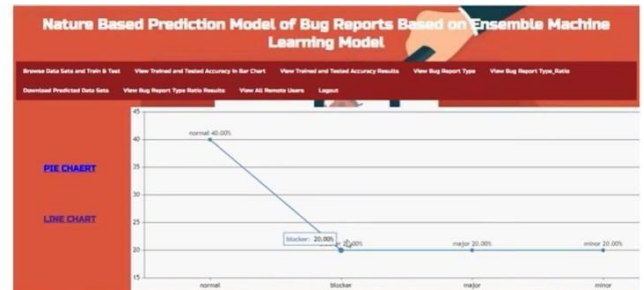 Nature Based Prediction Model of Bug Reports Based on Ensemble Machine
Learning Model
Browse Data Sets and Train & Test View Trained and Tested Accuracy in Bar Chart View Trained and Tested Accuracy Results View Bug Report Type View Bug Report Type_Ratio
Download Predicted Data Sets View Bug Report Type Ratio Results View All Remote Users Logout
PIE CHAERT
LINE CHART
45
40
35
30
25
20
15
normal 40.00%
blocker: 20.00%
20.00%
mejor 20.00%
minor 20.00%
normal
blocker
mejor
minor